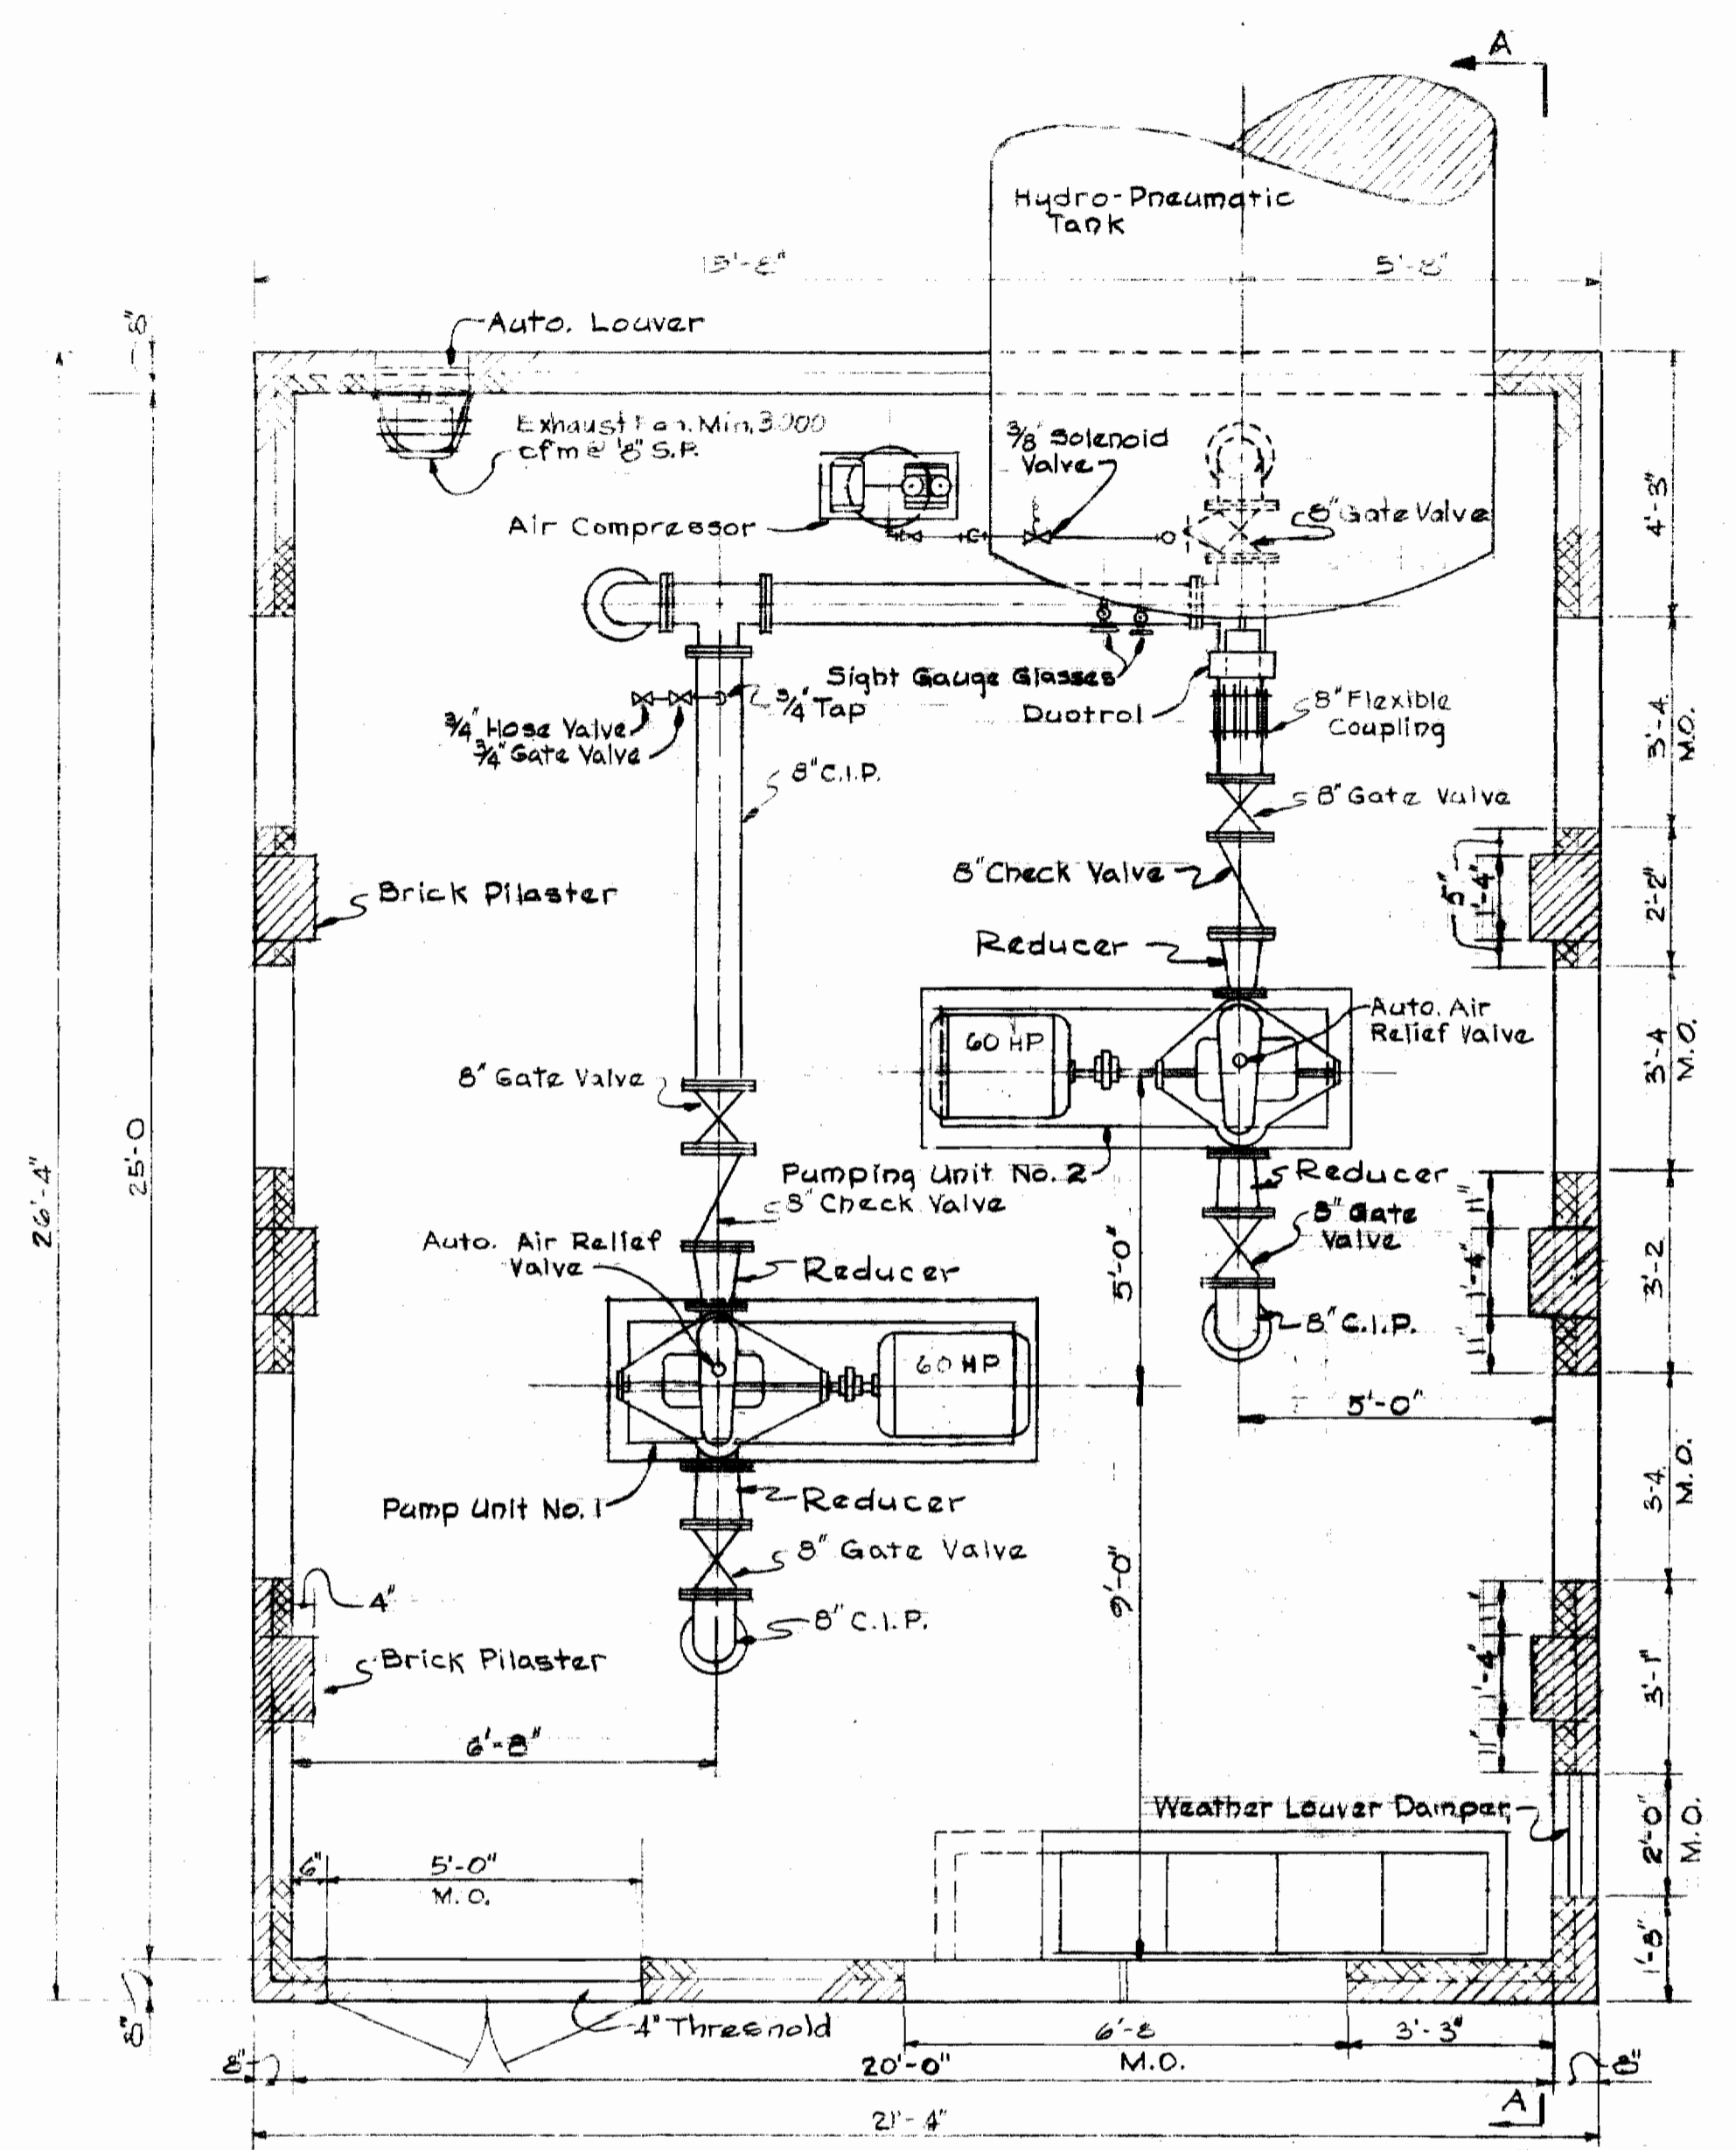 A
Hydro-Pneumatic
Tank
15'-8"
5'-8"
8"
Auto. Louver
Exhaust Fan. Min. 3000
cfm @ 1/8" S.P.
3/8" Solenoid
Valve
8" Gate Valve
Air Compressor
4'-3"
Sight Gauge Glasses
3/4" Tap
Duotrol
8" Flexible
Coupling
3/4" Hose Valve
3/4" Gate Valve
3'-4
M.O.
8" C.I.P.
8" Gate Valve
8" Check Valve
Brick Pilaster
5"
1'-4"
2'-2"
Reducer
Auto. Air
Relief Valve
60 HP
3'-4
M.O.
8" Gate Valve
25'-0
26'-4"
Pumping Unit No. 2
8" Check Valve
Reducer
8" Gate
Valve
Auto. Air Relief
Valve
Reducer
5'-0"
11"
1'-4"
11"
3'-2
8" C.I.P.
60 HP
5'-0"
Pump Unit No. 1
Reducer
3-4
M.O.
8" Gate Valve
9'-0"
4"
8" C.I.P.
Brick Pilaster
11"
1'-4"
11"
3'-1"
6'-8"
Weather Louver Damper
2'-0"
M.O.
6"
5'-0"
M.O.
1'-8"
8"
4" Threshold
6'-8
M.O.
3'-3"
8"
20'-0"
8"
A
21'-4"